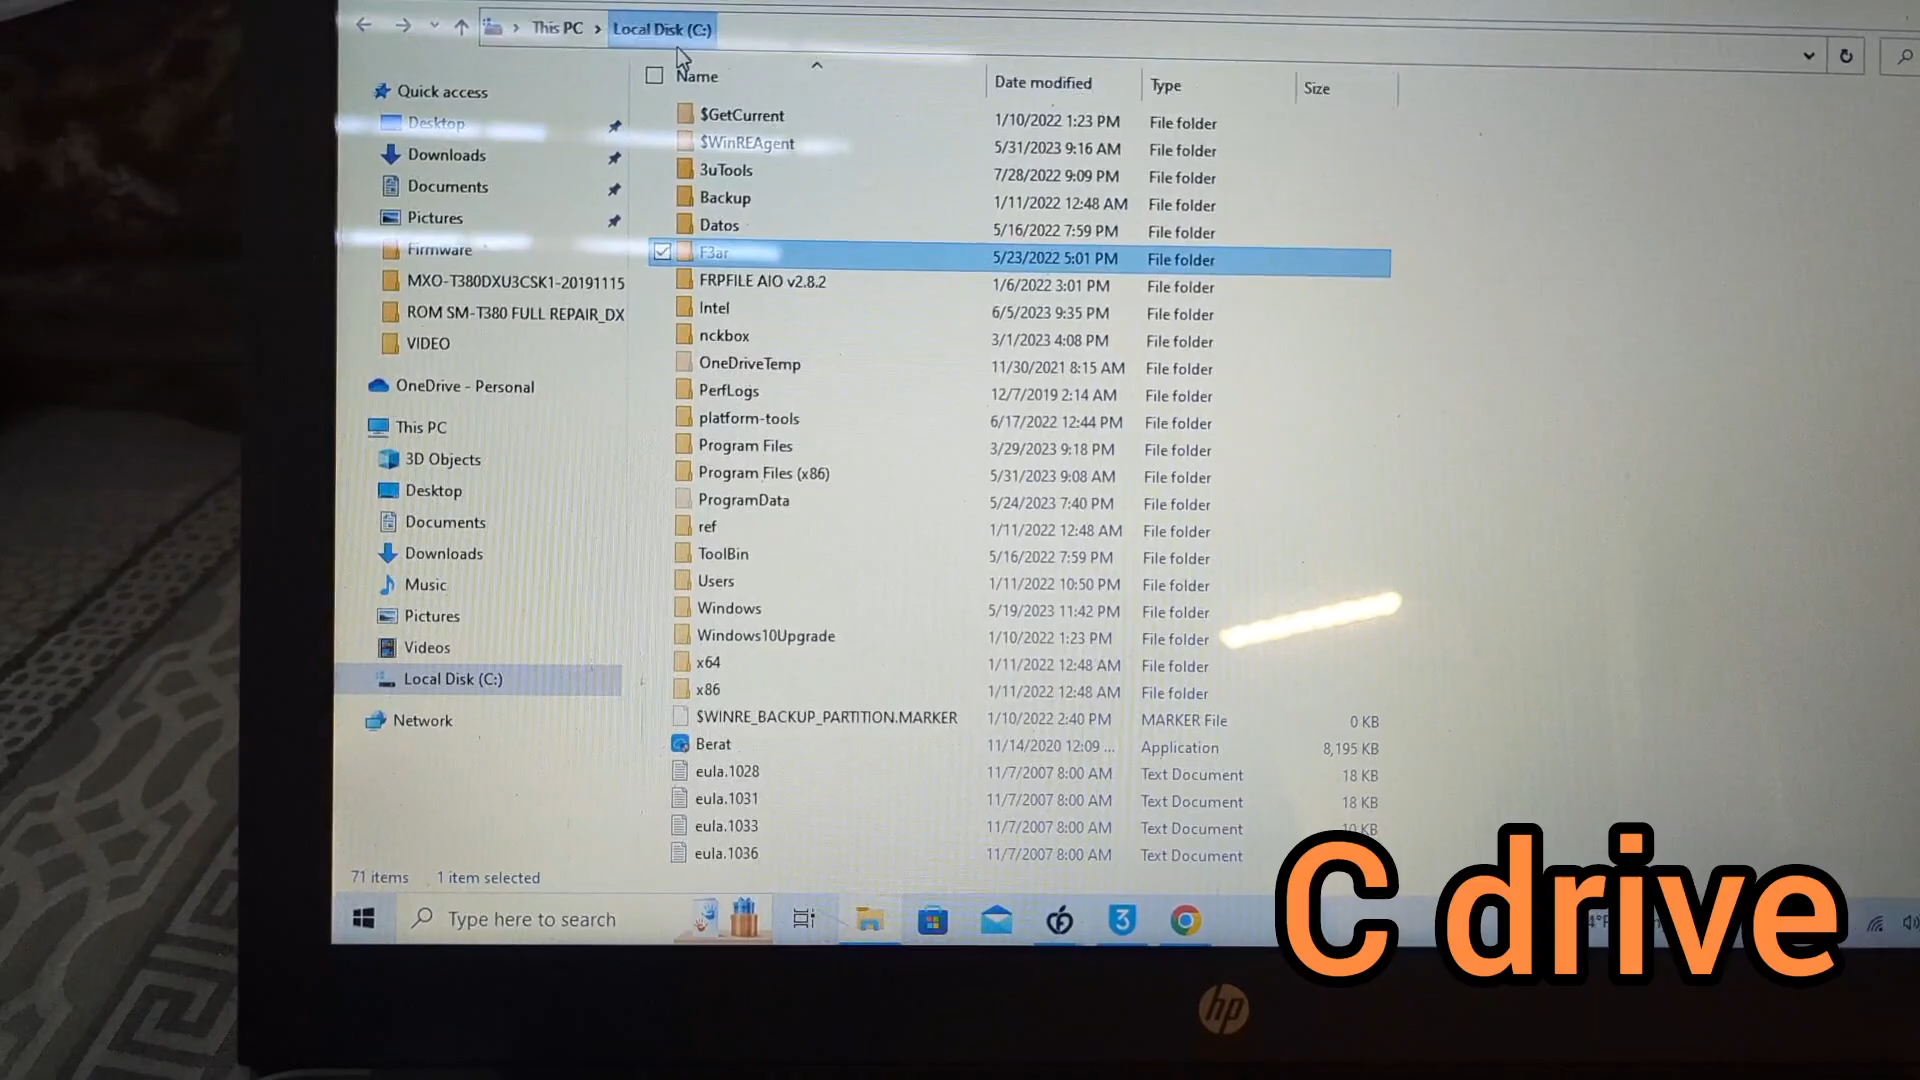 This PC > Local Disk (C:)
Name Date modified Type Size
Quick access
Desktop
Downloads
Documents
Pictures
Firmware
MXO-T380DXU3CSK1-20191115
ROM SM-T380 FULL REPAIR_DX
VIDEO
OneDrive - Personal
This PC
3D Objects
Desktop
Documents
Downloads
Music
Pictures
Videos
Local Disk (C:)
Network
$GetCurrent 1/10/2022 1:23 PM File folder
$WinREAgent 5/31/2023 9:16 AM File folder
3uTools 7/28/2022 9:09 PM File folder
Backup 1/11/2022 12:48 AM File folder
Datos 5/16/2022 7:59 PM File folder
F3ar 5/23/2022 5:01 PM File folder
FRPFILE AIO v2.8.2 1/6/2022 3:01 PM File folder
Intel 6/5/2023 9:35 PM File folder
nckbox 3/1/2023 4:08 PM File folder
OneDriveTemp 11/30/2021 8:15 AM File folder
PerfLogs 12/7/2019 2:14 AM File folder
platform-tools 6/17/2022 12:44 PM File folder
Program Files 3/29/2023 9:18 PM File folder
Program Files (x86) 5/31/2023 9:08 AM File folder
ProgramData 5/24/2023 7:40 PM File folder
ref 1/11/2022 12:48 AM File folder
ToolBin 5/16/2022 7:59 PM File folder
Users 1/11/2022 10:50 PM File folder
Windows 5/19/2023 11:42 PM File folder
Windows10Upgrade 1/10/2022 1:23 PM File folder
x64 1/11/2022 12:48 AM File folder
x86 1/11/2022 12:48 AM File folder
$WINRE_BACKUP_PARTITION.MARKER 1/10/2022 2:40 PM MARKER File 0 KB
Berat 11/14/2020 12:09 ... Application 8,195 KB
eula.1028 11/7/2007 8:00 AM Text Document 18 KB
eula.1031 11/7/2007 8:00 AM Text Document 18 KB
eula.1033 11/7/2007 8:00 AM Text Document 10 KB
eula.1036 11/7/2007 8:00 AM Text Document
71 items 1 item selected
Type here to search
3
C drive
hp